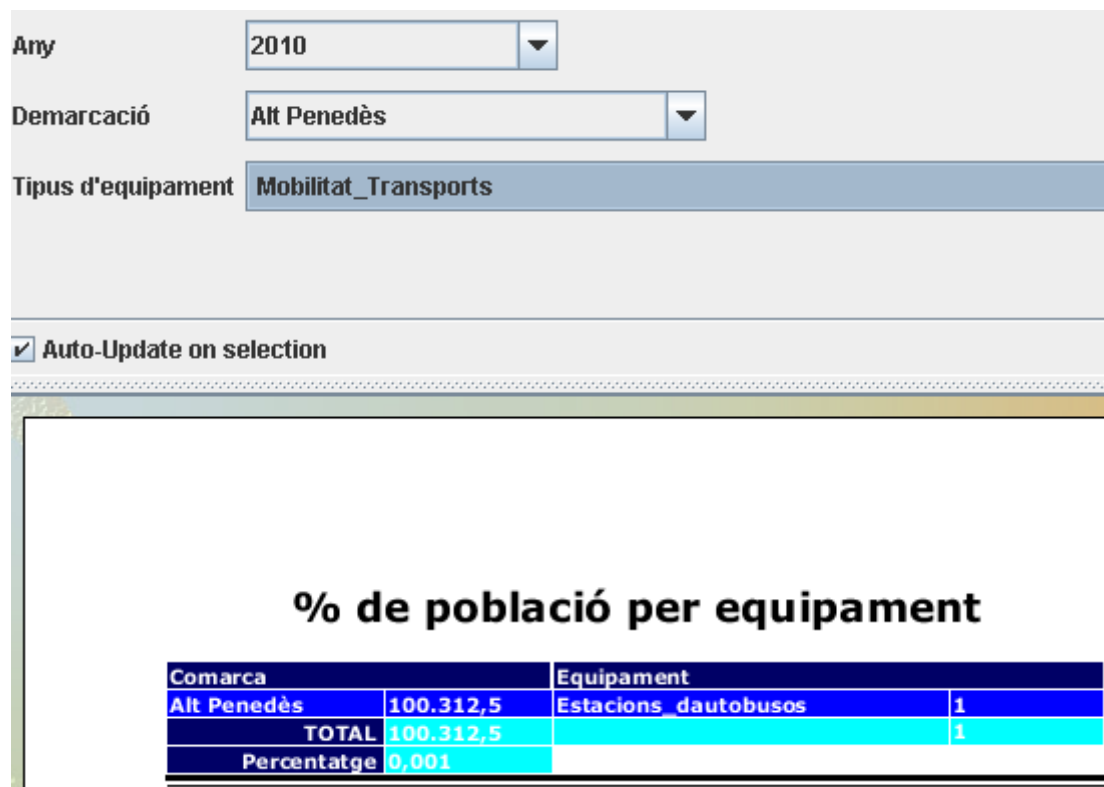 Any 2010
Demarcació Alt Penedès
Tipus d'equipament Mobilitat_Transports
Auto-Update on selection
% de població per equipament
Comarca Equipament
Alt Penedès 100.312,5 Estacions_dautobusos 1
TOTAL 100.312,5 1
Percentatge 0,001